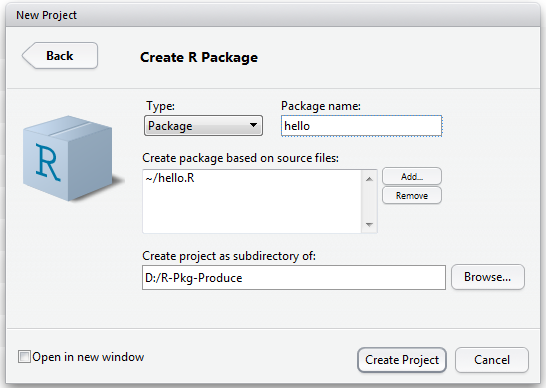 New Project
Back
Create R Package
Type:
Package name:
Package
hello
R
Create package based on source files:
~/hello.R
Add...
Remove
Create project as subdirectory of:
D:/R-Pkg-Produce
Browse...
Open in new window
Create Project
Cancel